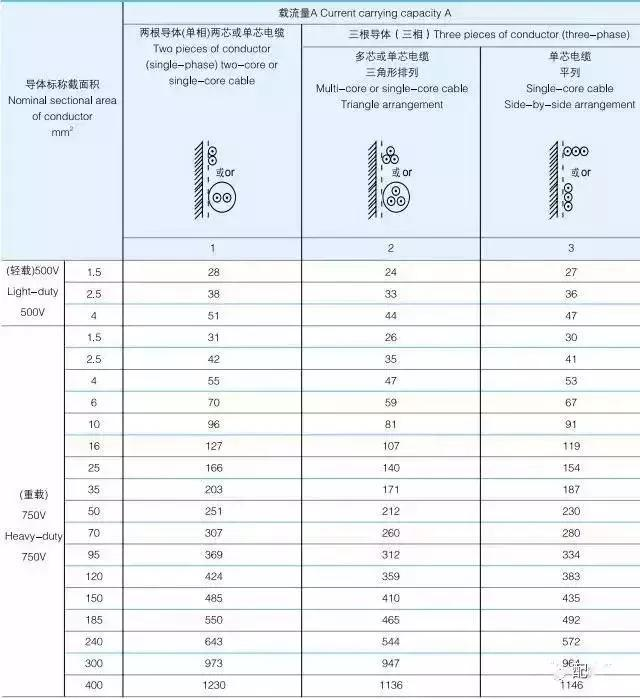 载流量A Current carrying capacity A
导体标称截面积
Nominal sectional area
of conductor
mm²
两根导体(单相)两芯或单芯电缆
Two pieces of conductor
(single-phase) two-core or
single-core cable
或or
三根导体(三相) Three pieces of conductor (three-phase)
多芯或单芯电缆
三角形排列
Multi-core or single-core cable
Triangle arrangement
或or
单芯电缆
平列
Single-core cable
Side-by-side arrangement
或or
1 2 3
(轻载)500V
Light-duty
500V
1.5 28 24 27
2.5 38 33 36
4 51 44 47
(重载)
750V
Heavy-duty
750V
1.5 31 26 30
2.5 42 35 41
4 55 47 53
6 70 59 67
10 96 81 91
16 127 107 119
25 166 140 154
35 203 171 187
50 251 212 230
70 307 260 280
95 369 312 334
120 424 359 383
150 485 410 435
185 550 465 492
240 643 544 572
300 973 947 964
400 1230 1136 1146
配